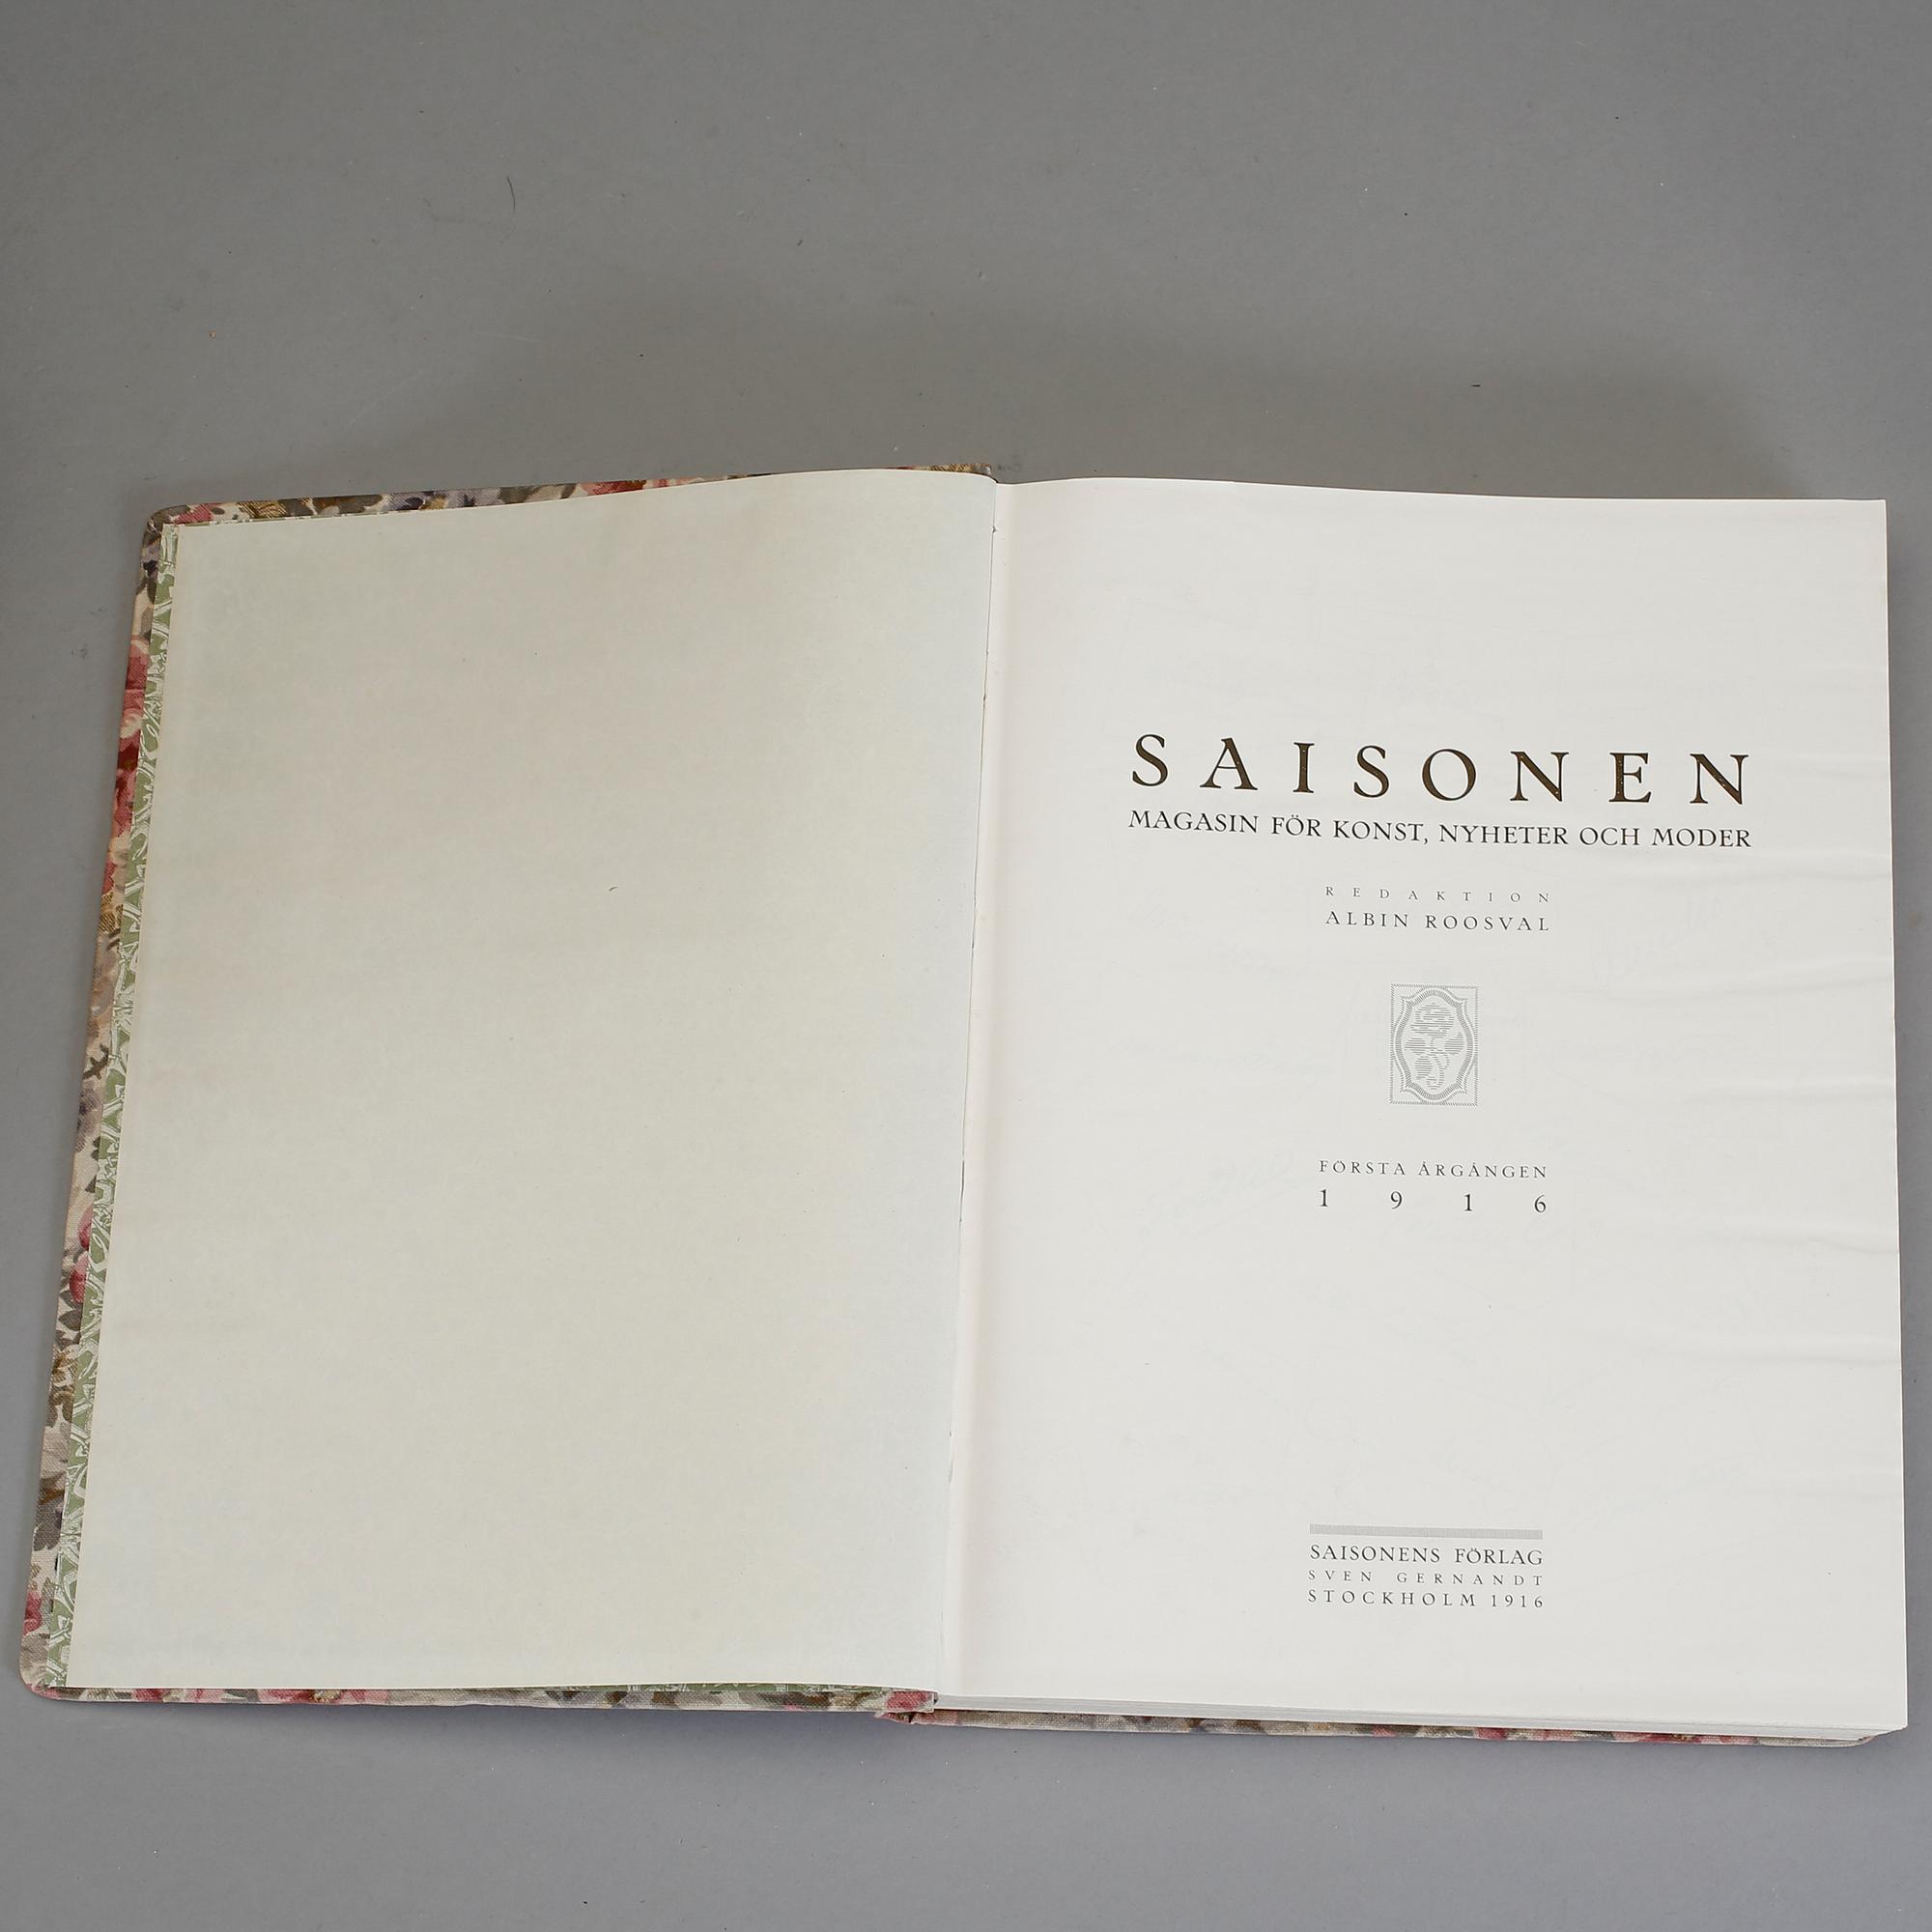 SAISONEN
MAGASIN FÖR KONST, NYHETER OCH MODER
REDAKTION
ALBIN ROOSVAL
FÖRSTA ÅRGÅNGEN
1916
SAISONENS FÖRLAG
SVEN GERNANDT
STOCKHOLM 1916